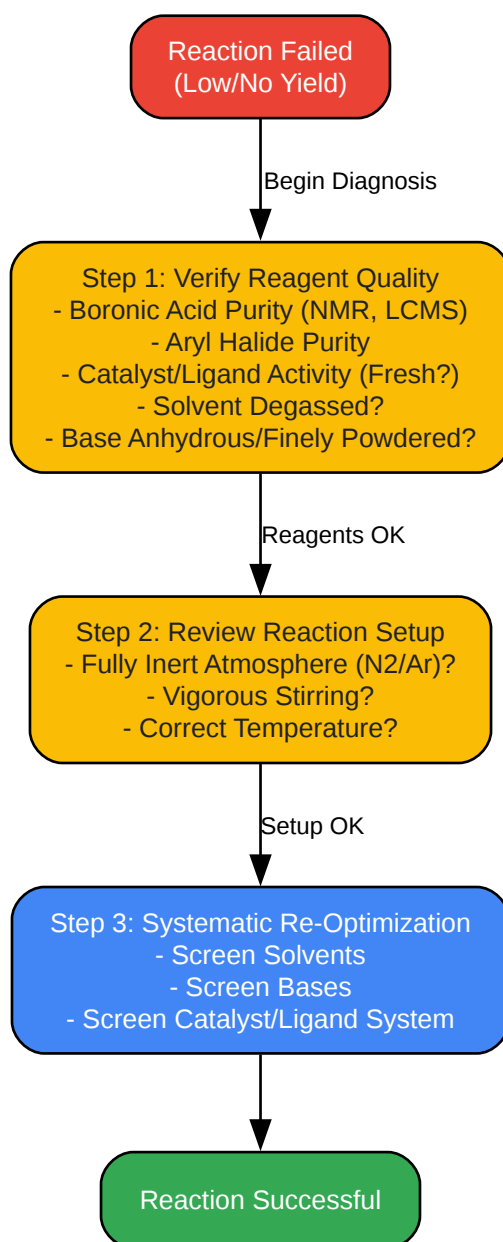 Reaction Failed
(Low/No Yield)
Begin Diagnosis
Step 1: Verify Reagent Quality
- Boronic Acid Purity (NMR, LCMS)
- Aryl Halide Purity
- Catalyst/Ligand Activity (Fresh?)
- Solvent Degassed?
- Base Anhydrous/Finely Powdered?
Reagents OK
Step 2: Review Reaction Setup
- Fully Inert Atmosphere (N2/Ar)?
- Vigorous Stirring?
- Correct Temperature?
Setup OK
Step 3: Systematic Re-Optimization
- Screen Solvents
- Screen Bases
- Screen Catalyst/Ligand System
Reaction Successful